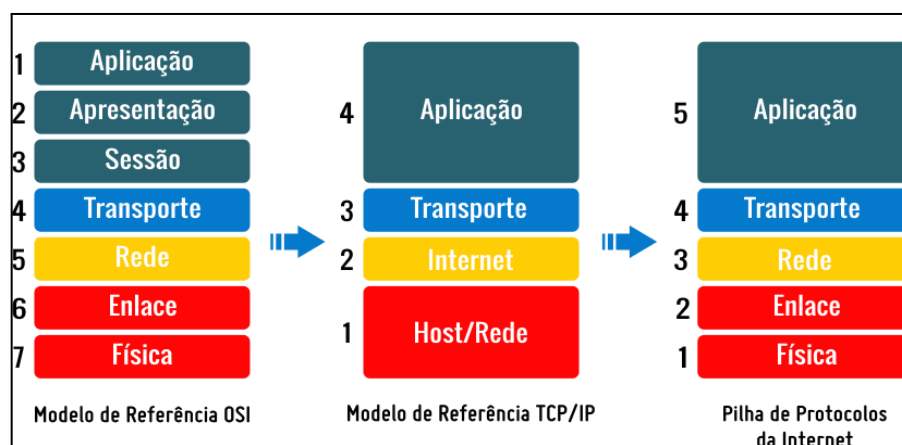 1 Aplicação
2 Apresentação
3 Sessão
4 Transporte
5 Rede
6 Enlace
7 Física
Modelo de Referência OSI
4 Aplicação
3 Transporte
2 Internet
1 Host/Rede
Modelo de Referência TCP/IP
5 Aplicação
4 Transporte
3 Rede
2 Enlace
1 Física
Pilha de Protocolos
da Internet